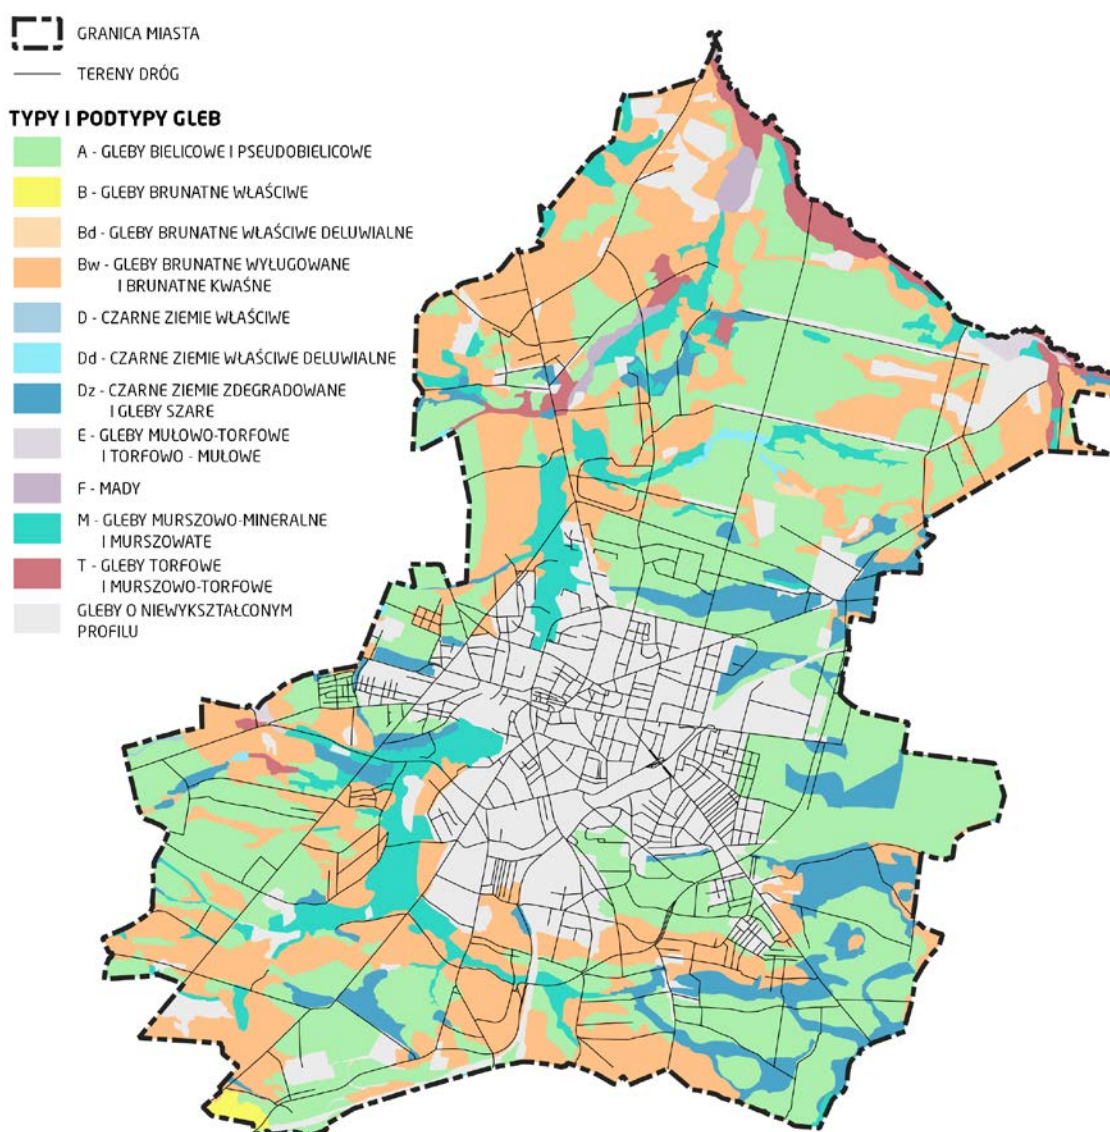 GRANICA MIASTA
TERENY DRÓG
TYPY I PODTYPY GLEB
A - GLEBY BIELICOWE I PSEUDOBIELICOWE
B - GLEBY BRUNATNE WŁAŚCIWE
Bd - GLEBY BRUNATNE WŁAŚCIWE DELUWIALNE
Bw - GLEBY BRUNATNE WYŁUGOWANE
I BRUNATNE KWAŚNE
D - CZARNE ZIEMIE WŁAŚCIWE
Dd - CZARNE ZIEMIE WŁAŚCIWE DELUWIALNE
Dz - CZARNE ZIEMIE ZDEGRADOWANE
I GLEBY SZARE
E - GLEBY MUŁOWO-TORFOWE
I TORFOWO - MUŁOWE
F - MADY
M - GLEBY MURSZOWO-MINERALNE
I MURSZOWATE
T - GLEBY TORFOWE
I MURSZOWO-TORFOWE
GLEBY O NIEWYKSZTAŁCONYM
PROFILU